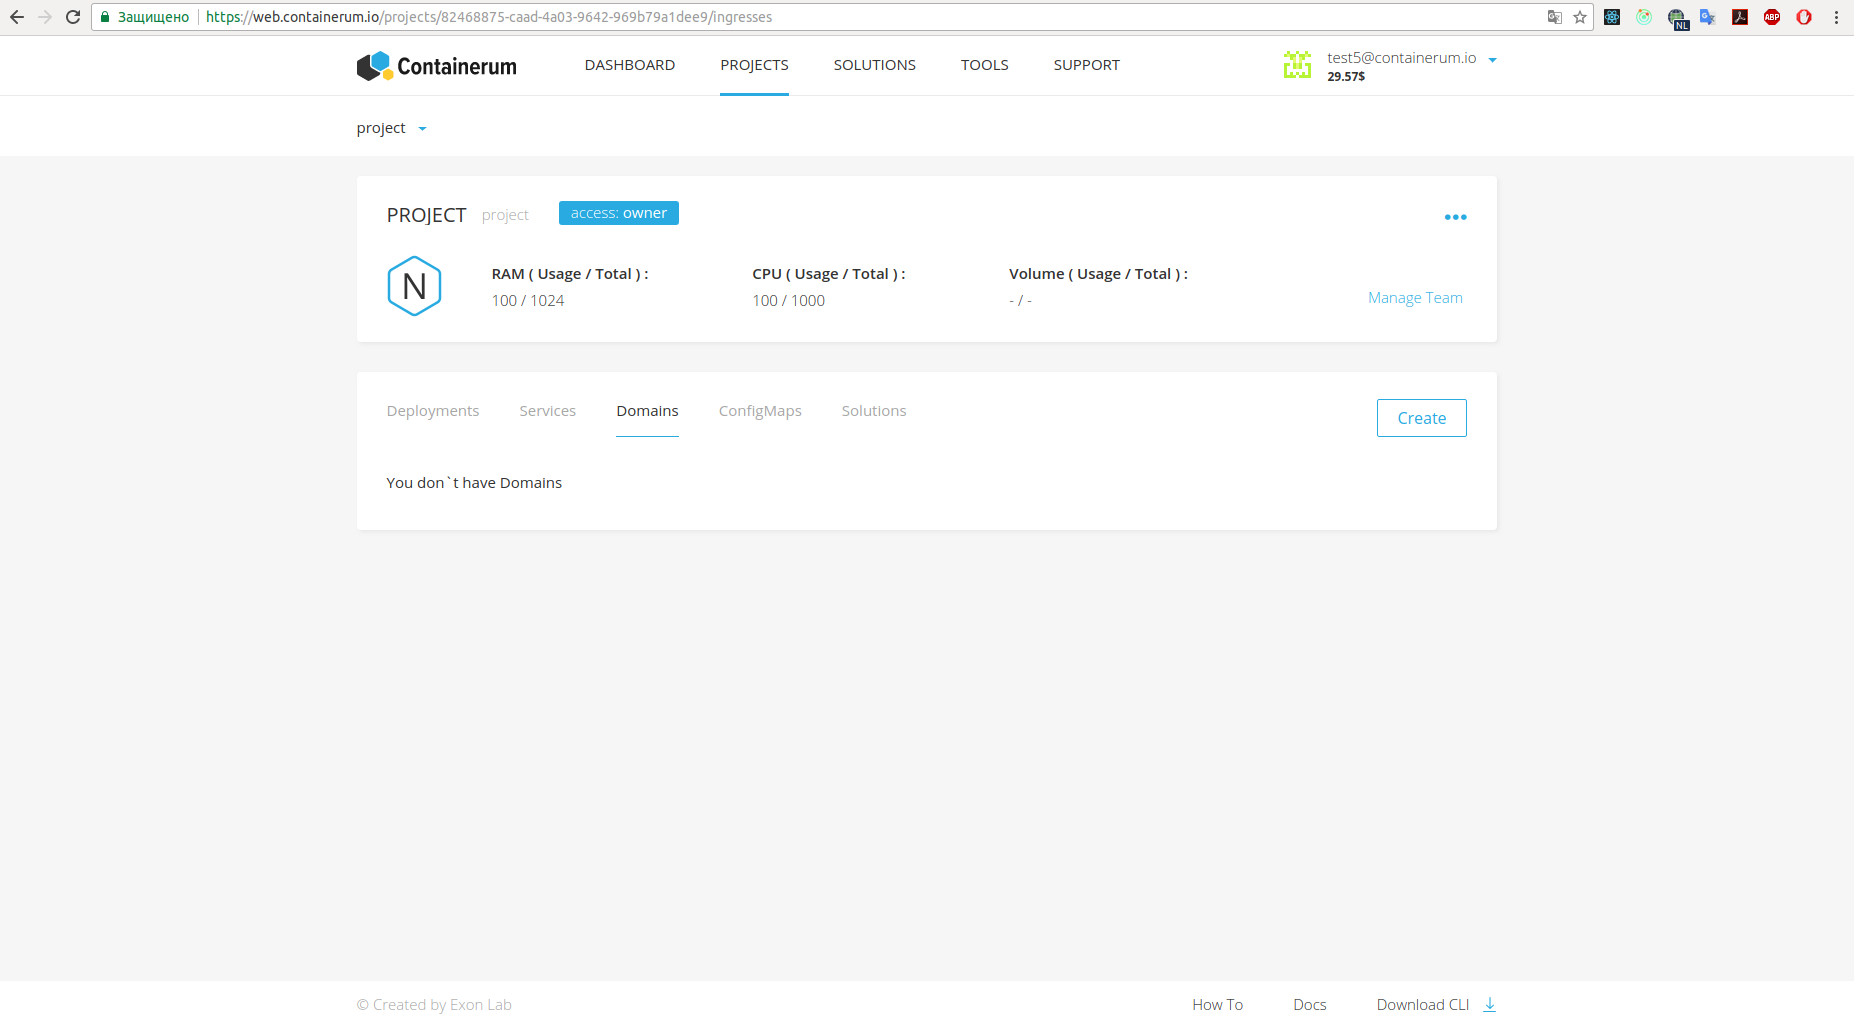 Защищено https://web.containerum.io/projects/82468875-caad-4a03-9642-969b79a1dee9/ingresses NL ABP
Containerum DASHBOARD PROJECTS SOLUTIONS TOOLS SUPPORT test5@containerum.io
29.57$
project
PROJECT project access: owner
N
RAM ( Usage / Total ) : CPU ( Usage / Total ) : Volume ( Usage / Total ) :
100 / 1024 100 / 1000 - / - Manage Team
Deployments Services Domains ConfigMaps Solutions Create
You don`t have Domains
© Created by Exon Lab How To Docs Download CLI